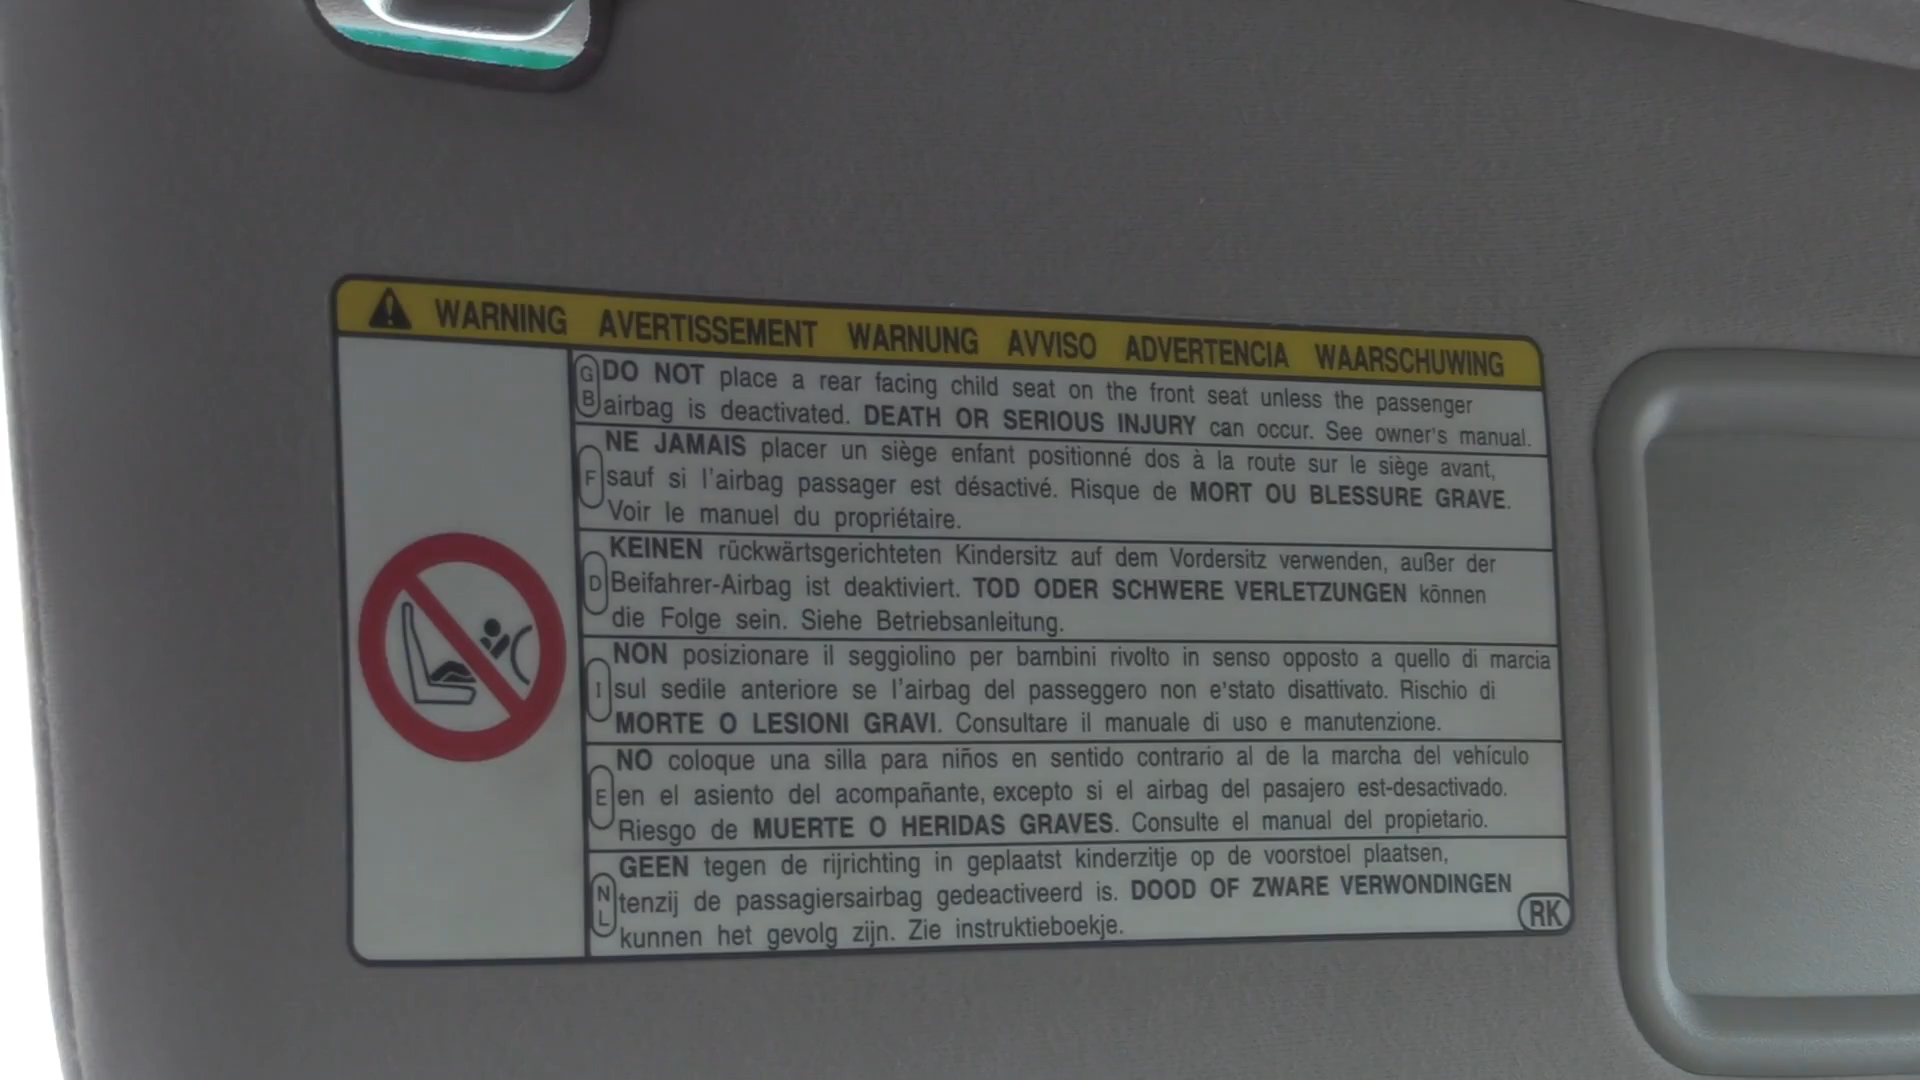 WARNING AVERTISSEMENT WARNUNG AVVISO ADVERTENCIA WAARSCHUWING
GB DO NOT place a rear facing child seat on the front seat unless the passenger
airbag is deactivated. DEATH OR SERIOUS INJURY can occur. See owner's manual.
NE JAMAIS placer un siège enfant positionné dos à la route sur le siège avant,
F sauf si l'airbag passager est désactivé. Risque de MORT OU BLESSURE GRAVE.
Voir le manuel du propriétaire.
KEINEN rückwärtsgerichteten Kindersitz auf dem Vordersitz verwenden, außer der
D Beifahrer-Airbag ist deaktiviert. TOD ODER SCHWERE VERLETZUNGEN können
die Folge sein. Siehe Betriebsanleitung.
NON posizionare il seggiolino per bambini rivolto in senso opposto a quello di marcia
I sul sedile anteriore se l'airbag del passeggero non e'stato disattivato. Rischio di
MORTE O LESIONI GRAVI. Consultare il manuale di uso e manutenzione.
NO coloque una silla para niños en sentido contrario al de la marcha del vehículo
E en el asiento del acompañante, excepto si el airbag del pasajero est-desactivado.
Riesgo de MUERTE O HERIDAS GRAVES. Consulte el manual del propietario.
GEEN tegen de rijrichting in geplaatst kinderzitje op de voorstoel plaatsen,
NL tenzij de passagiersairbag gedeactiveerd is. DOOD OF ZWARE VERWONDINGEN
kunnen het gevolg zijn. Zie instruktieboekje.
RK